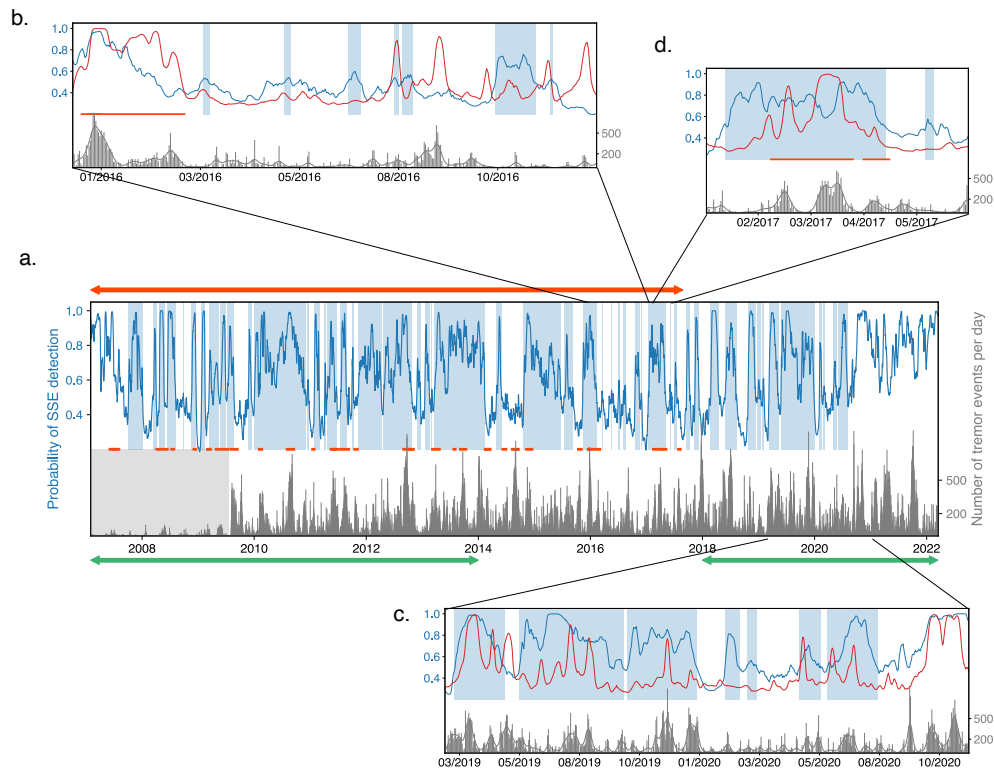 b.
1.0
0.8
0.6
0.4
500
200
01/2016 03/2016 05/2016 08/2016 10/2016
d.
1.0
0.8
0.6
0.4
500
200
02/2017 03/2017 04/2017 05/2017
a.
Probability of SSE detection
1.0
0.8
0.6
0.4
Number of tremor events per day
500
200
2008 2010 2012 2014 2016 2018 2020 2022
c.
1.0
0.8
0.6
0.4
500
200
03/2019 05/2019 08/2019 10/2019 01/2020 03/2020 05/2020 08/2020 10/2020